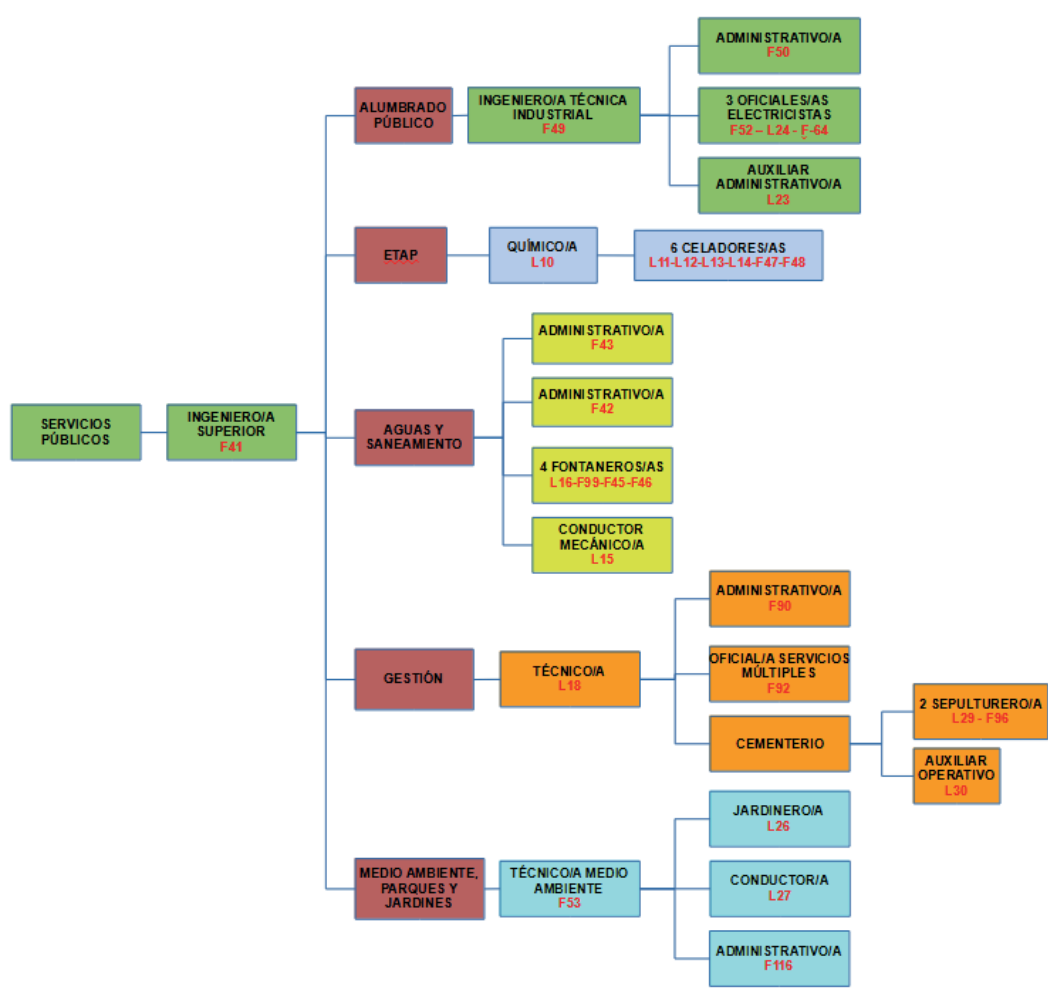 SERVICIOS
PÚBLICOS
INGENIERO/A
SUPERIOR
F41
ALUMBRADO
PÚBLICO
INGENIERO/A TÉCNICA
INDUSTRIAL
F49
ADMINISTRATIVO/A
F50
3 OFICIALES/AS
ELECTRICISTAS
F52 – L24 - F-64
AUXILIAR
ADMINISTRATIVO/A
L23
ETAP
QUÍMICO/A
L10
6 CELADORES/AS
L11-L12-L13-L14-F47-F48
AGUAS Y
SANEAMIENTO
ADMINISTRATIVO/A
F43
ADMINISTRATIVO/A
F42
4 FONTANEROS/AS
L16-F99-F45-F46
CONDUCTOR
MECÁNICO/A
L15
GESTIÓN
TÉCNICO/A
L18
ADMINISTRATIVO/A
F90
OFICIAL/A SERVICIOS
MÚLTIPLES
F92
CEMENTERIO
2 SEPULTURERO/A
L29 - F96
AUXILIAR
OPERATIVO
L30
MEDIO AMBIENTE,
PARQUES Y
JARDINES
TÉCNICO/A MEDIO
AMBIENTE
F53
JARDINERO/A
L26
CONDUCTOR/A
L27
ADMINISTRATIVO/A
F116